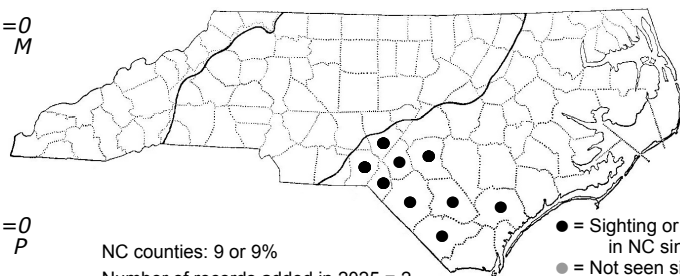 =0
M
=0
P
NC counties: 9 or 9%
● = Sighting or
in NC sin
● = Not seen si